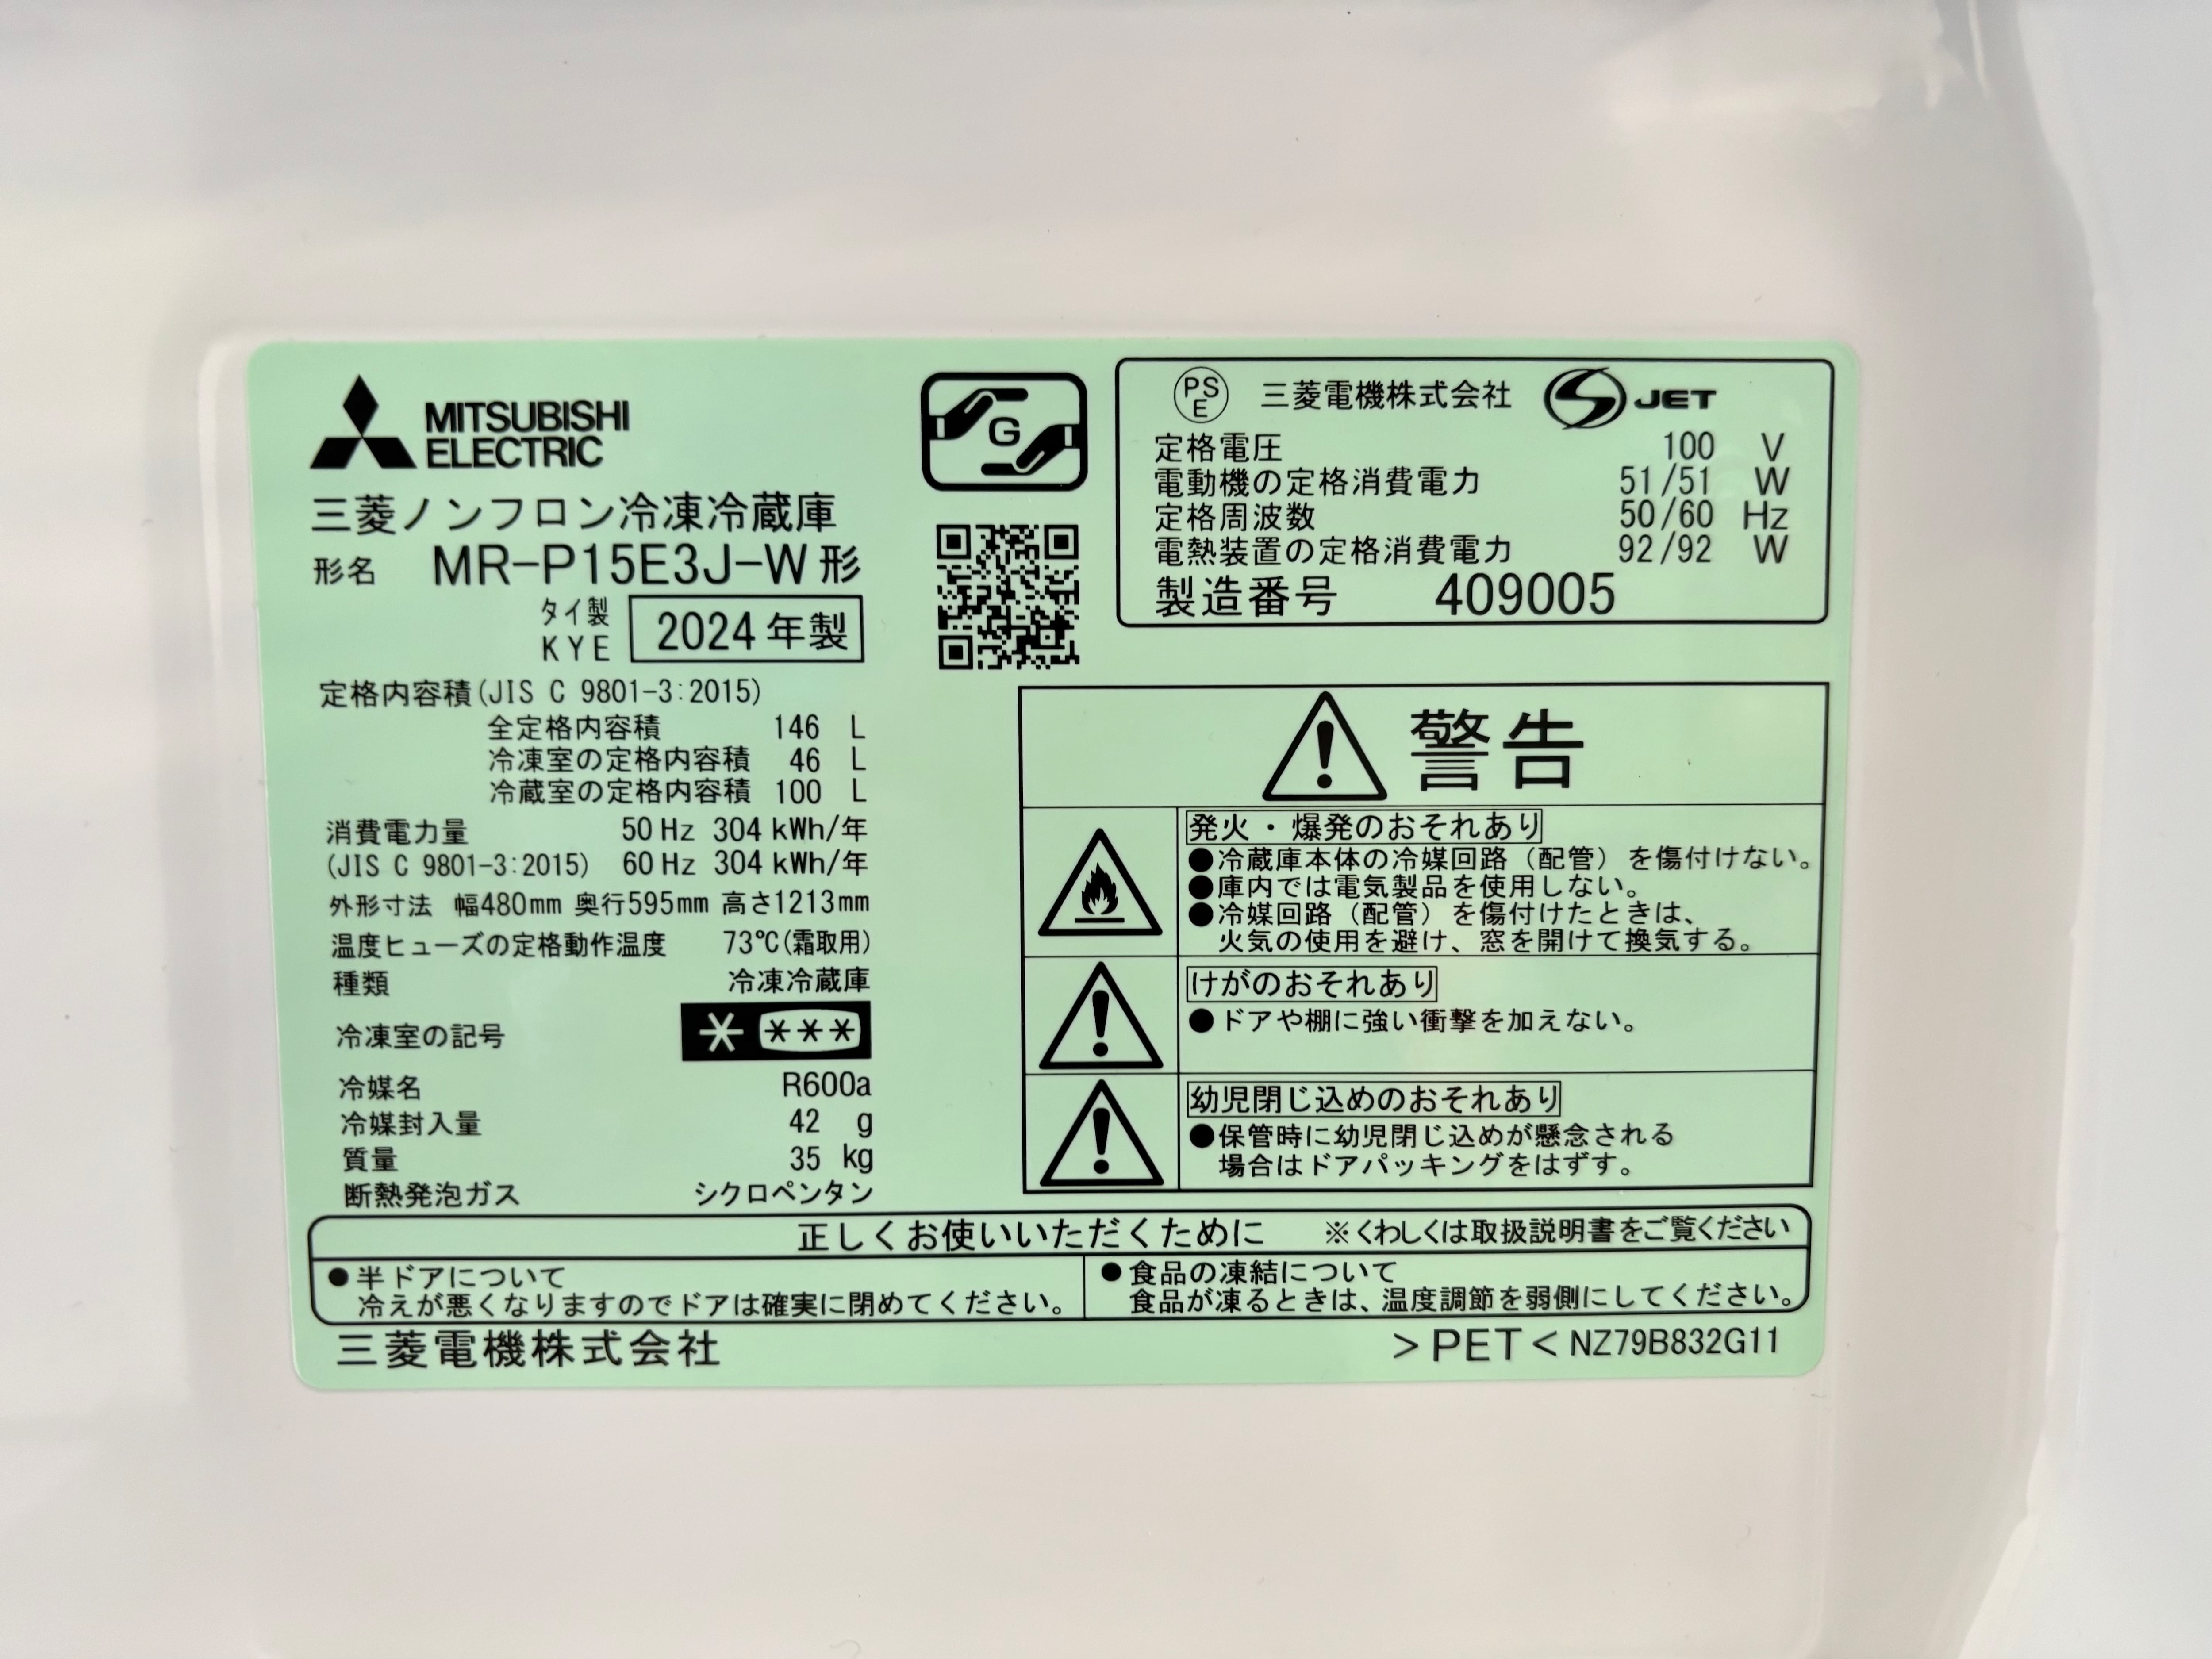 MITSUBISHI
ELECTRIC
三菱ノンフロン冷凍冷蔵庫
形名 MR-P15E3J-W形
タイ製
KYE
2024年製
定格内容積(JIS C 9801-3:2015)
全定格内容積 146 L
冷凍室の定格内容積 46 L
冷蔵室の定格内容積 100 L
消費電力量 50Hz 304kWh/年
(JIS C 9801-3:2015) 60Hz 304kWh/年
外形寸法 幅480mm 奥行595mm 高さ1213mm
温度ヒューズの定格動作温度 73℃(霜取用)
種類 冷凍冷蔵庫
冷凍室の記号 * ***
冷媒名 R600a
冷媒封入量 42 g
質量 35 kg
断熱発泡ガス シクロペンタン
G
PS
E
三菱電機株式会社 S JET
定格電圧 100 V
電動機の定格消費電力 51/51 W
定格周波数 50/60 Hz
電熱装置の定格消費電力 92/92 W
製造番号 409005
警告
発火・爆発のおそれあり
●冷蔵庫本体の冷媒回路(配管)を傷付けない。
●庫内では電気製品を使用しない。
●冷媒回路(配管)を傷付けたときは、
火気の使用を避け、窓を開けて換気する。
けがのおそれあり
●ドアや棚に強い衝撃を加えない。
幼児閉じ込めのおそれあり
●保管時に幼児閉じ込めが懸念される
場合はドアパッキングをはずす。
正しくお使いいただくために ※くわしくは取扱説明書をご覧ください
●半ドアについて
冷えが悪くなりますのでドアは確実に閉めてください。
●食品の凍結について
食品が凍るときは、温度調節を弱側にしてください。
三菱電機株式会社
>PET< NZ79B832G11